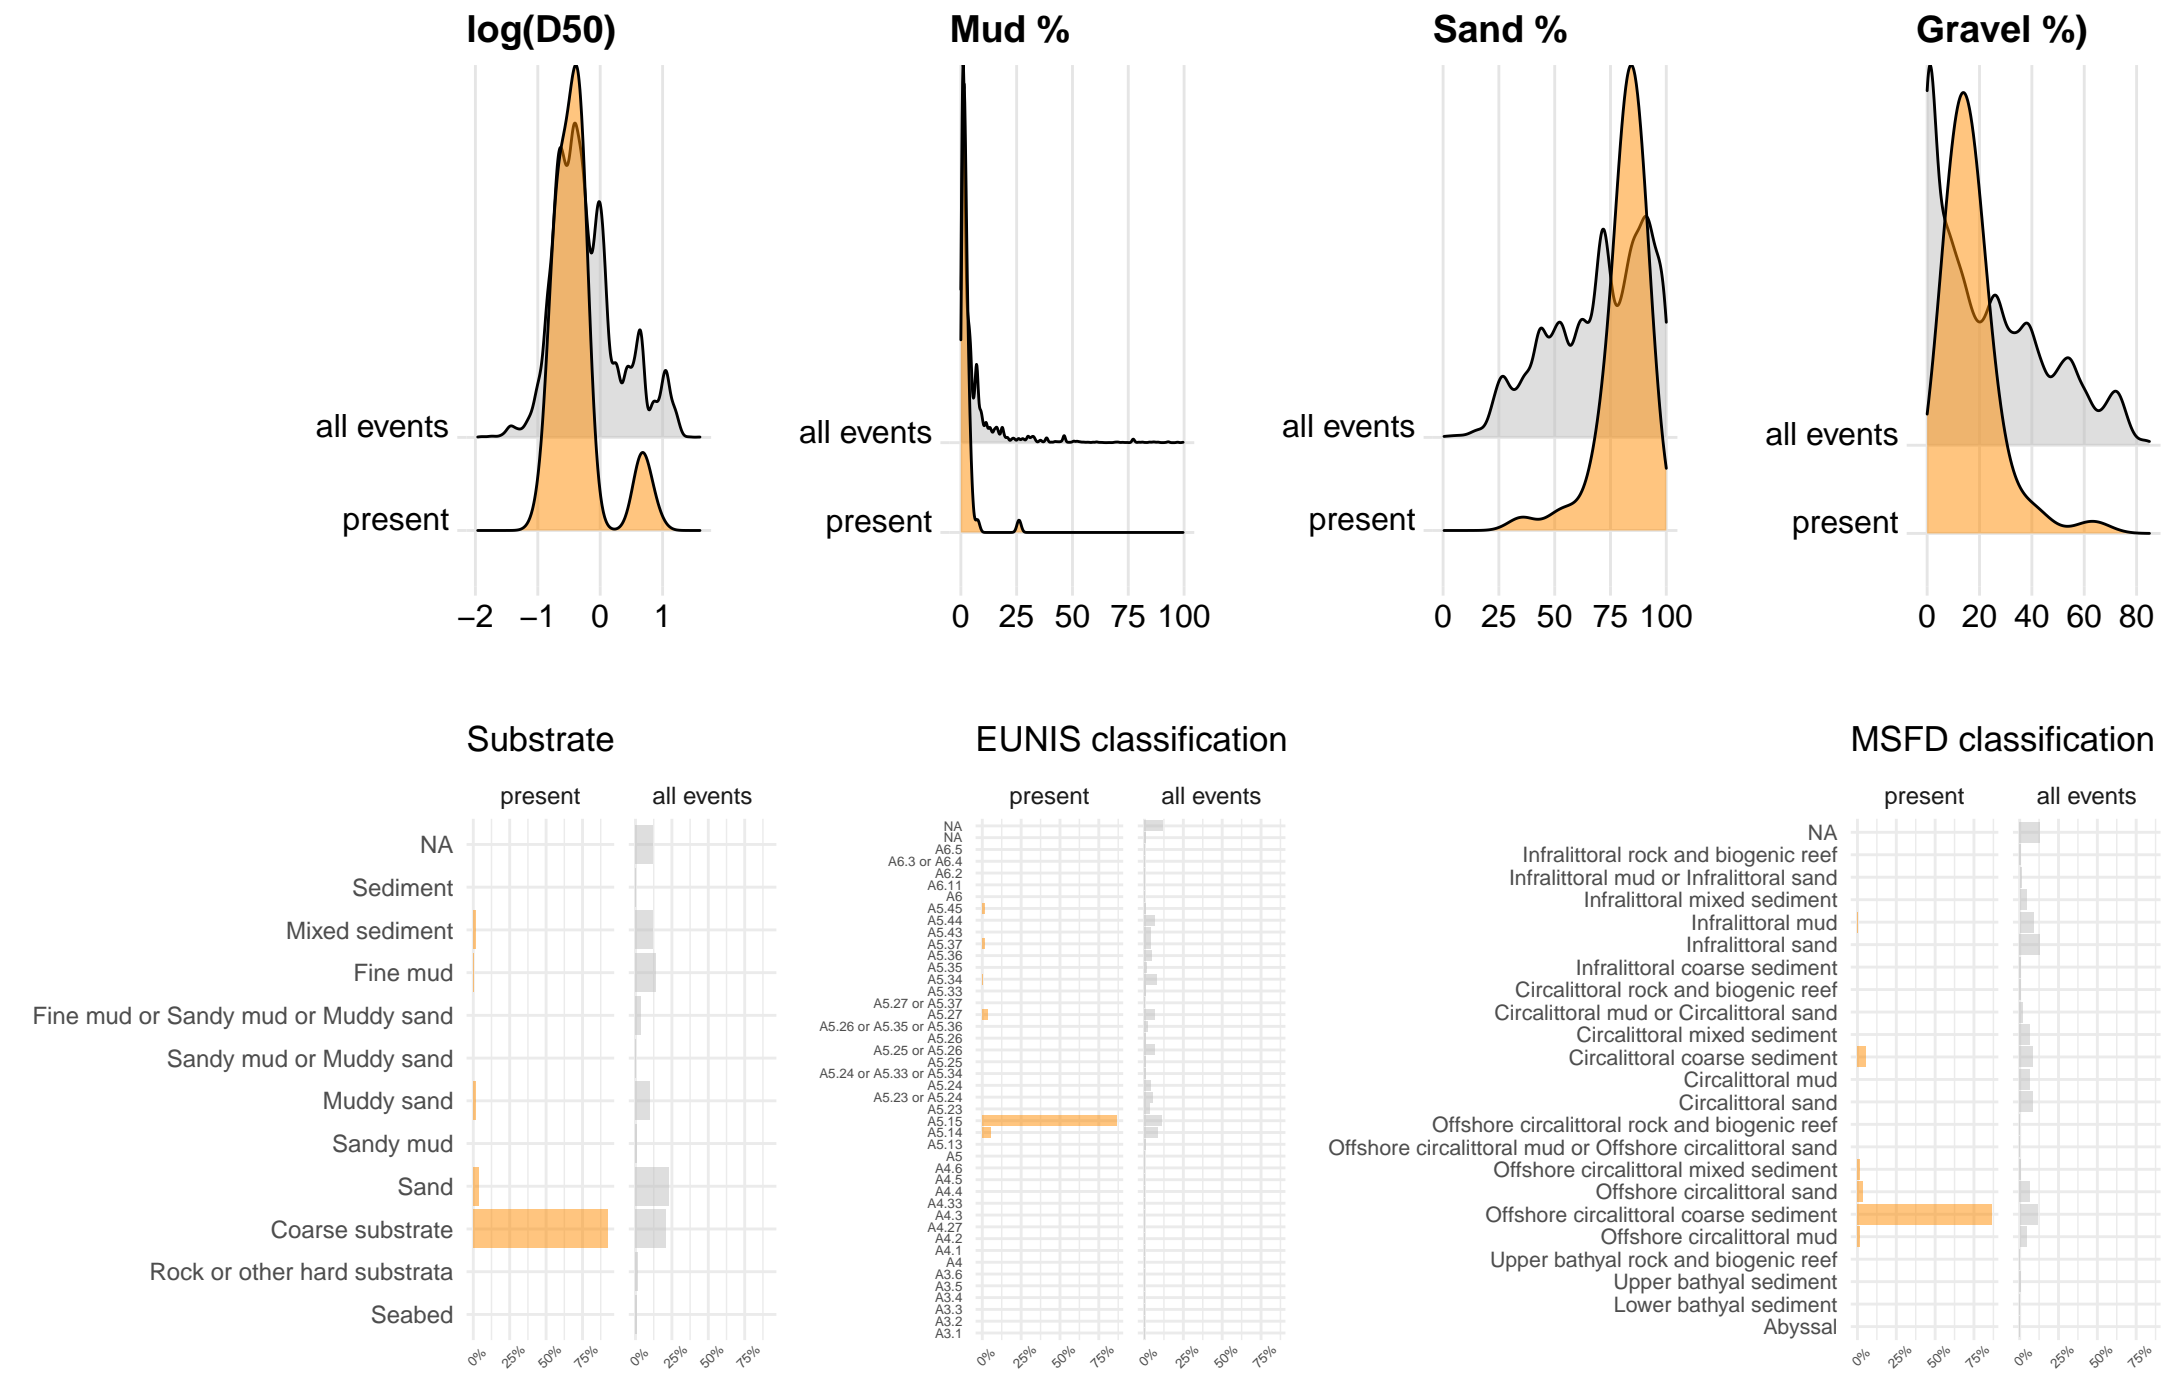 log(D50)
Mud %
Sand %
Gravel %)
all events
present
−2 −1 0 1
all events
present
0 25 50 75 100
all events
present
0 25 50 75 100
all events
present
0 20 40 60 80
Substrate
present all events
NA
Sediment
Mixed sediment
Fine mud
Fine mud or Sandy mud or Muddy sand
Sandy mud or Muddy sand
Muddy sand
Sandy mud
Sand
Coarse substrate
Rock or other hard substrata
Seabed
0% 25% 50% 75% 0% 25% 50% 75%
EUNIS classification
present all events
NA
NA
A6.5
A6.3 or A6.4
A6.2
A6.11
A6
A5.45
A5.44
A5.43
A5.37
A5.36
A5.35
A5.34
A5.33
A5.27 or A5.37
A5.27
A5.26 or A5.35 or A5.36
A5.26
A5.25 or A5.26
A5.25
A5.24 or A5.33 or A5.34
A5.24
A5.23 or A5.24
A5.23
A5.15
A5.14
A5.13
A5
A4.6
A4.5
A4.4
A4.33
A4.3
A4.27
A4.2
A4.1
A4
A3.6
A3.5
A3.4
A3.3
A3.2
A3.1
0% 25% 50% 75% 0% 25% 50% 75%
MSFD classification
present all events
NA
Infralittoral rock and biogenic reef
Infralittoral mud or Infralittoral sand
Infralittoral mixed sediment
Infralittoral mud
Infralittoral sand
Infralittoral coarse sediment
Circalittoral rock and biogenic reef
Circalittoral mud or Circalittoral sand
Circalittoral mixed sediment
Circalittoral coarse sediment
Circalittoral mud
Circalittoral sand
Offshore circalittoral rock and biogenic reef
Offshore circalittoral mud or Offshore circalittoral sand
Offshore circalittoral mixed sediment
Offshore circalittoral sand
Offshore circalittoral coarse sediment
Offshore circalittoral mud
Upper bathyal rock and biogenic reef
Upper bathyal sediment
Lower bathyal sediment
Abyssal
0% 25% 50% 75% 0% 25% 50% 75%